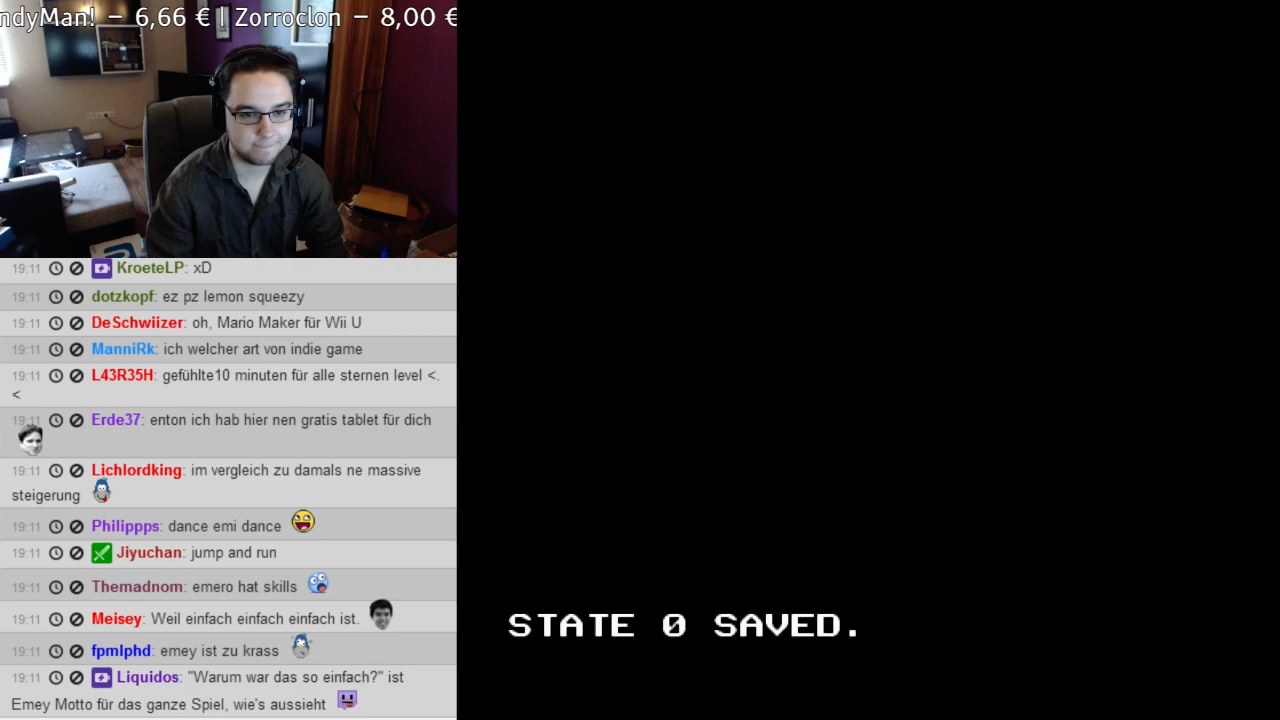 ndyMan! – 6,66 € | Zorroclon – 8,00 €
19:11 KroeteLP: xD
19:11 dotzkopf: ez pz lemon squeezy
19:11 DeSchwiizer: oh, Mario Maker für Wii U
19:11 ManniRk: ich welcher art von indie game
19:11 L43R35H: gefühlte10 minuten für alle sternen level <.
<
19:11 Erde37: enton ich hab hier nen gratis tablet für dich
19:11 Lichlordking: im vergleich zu damals ne massive
steigerung
19:11 Philippps: dance emi dance
19:11 Jiyuchan: jump and run
19:11 Themadnom: emero hat skills
19:11 Meisey: Weil einfach einfach einfach ist.
19:11 fpmlphd: emey ist zu krass
19:11 Liquidos: "Warum war das so einfach?" ist
Emey Motto für das ganze Spiel, wie's aussieht
STATE 0 SAVED.